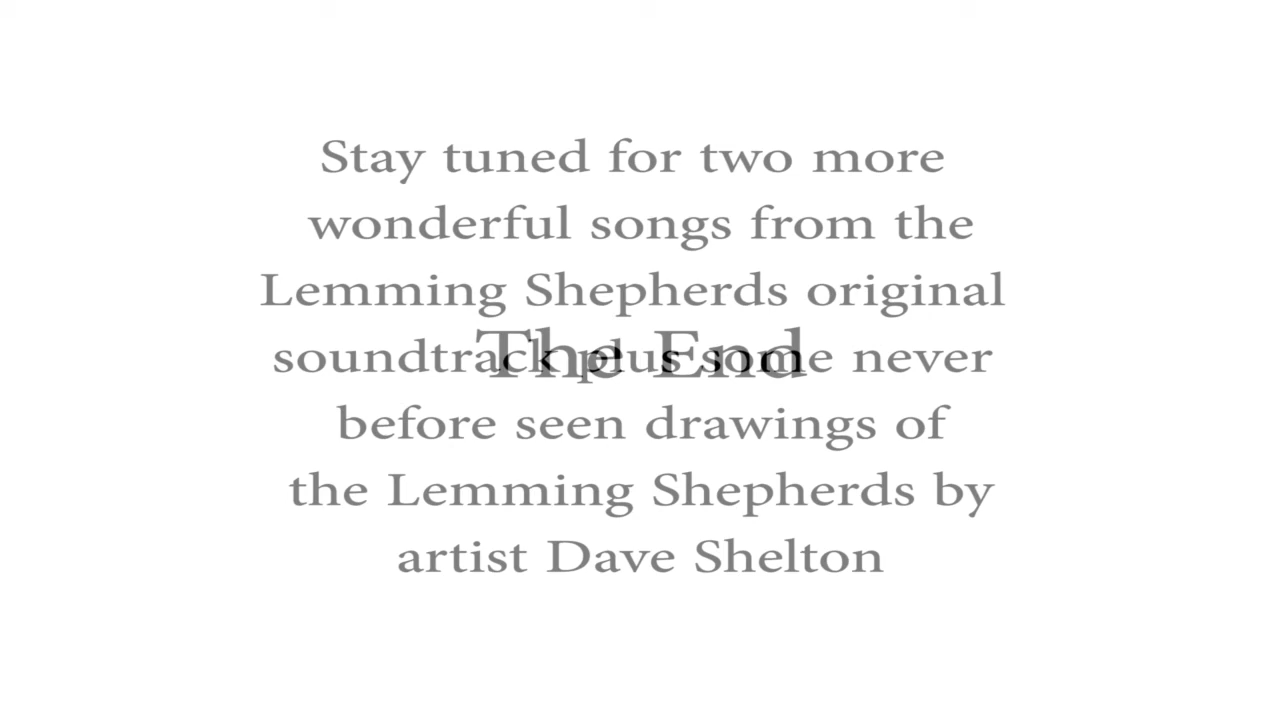 Stay tuned for two more
wonderful songs from the
Lemming Shepherds original
The End
soundtrack plus some never
before seen drawings of
the Lemming Shepherds by
artist Dave Shelton